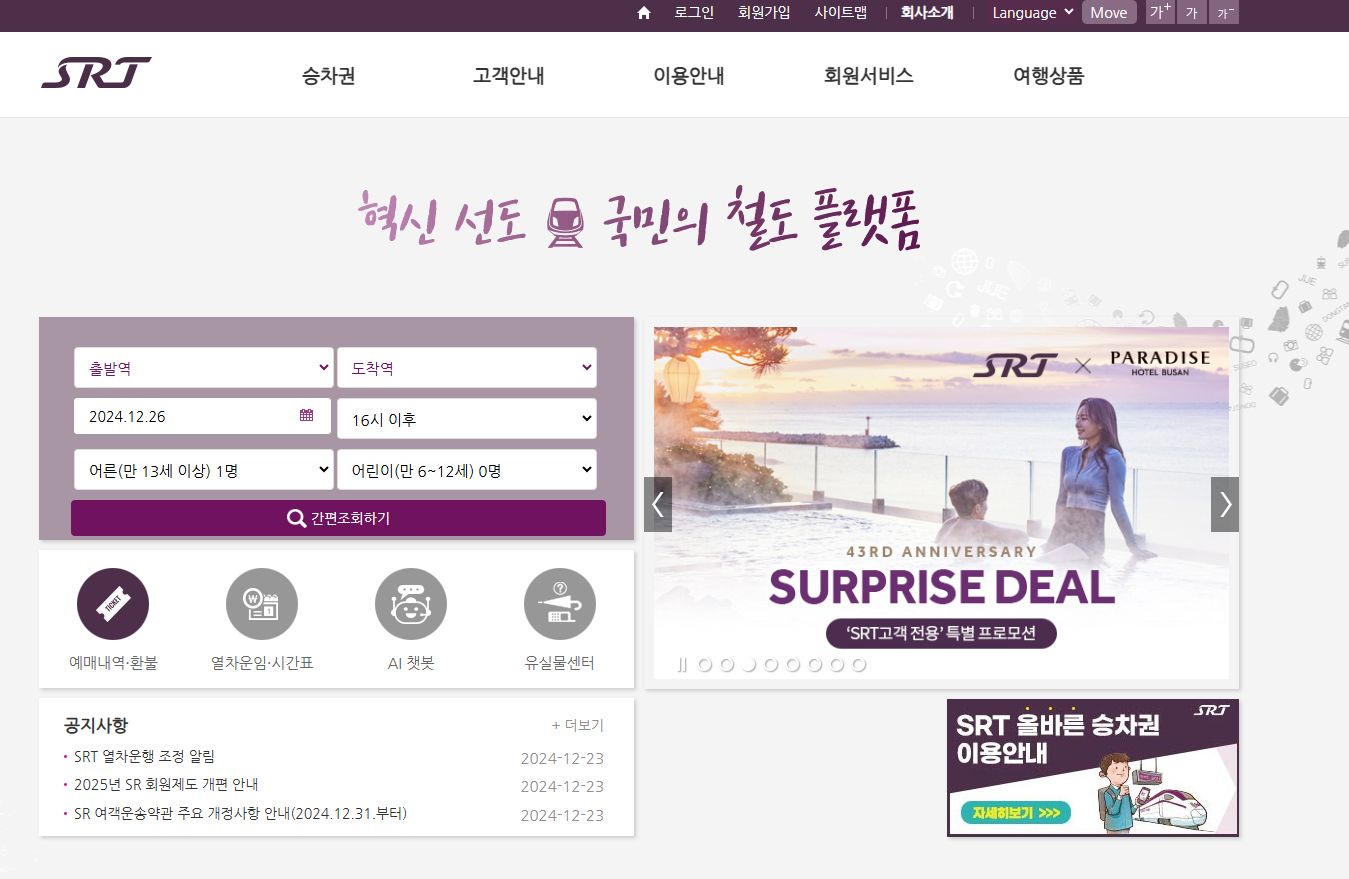 로그인 회원가입 사이트맵 회사소개 Language Move 가+ 가 가-
SRT 승차권 고객안내 이용안내 회원서비스 여행상품
혁신 선도 국민의 철도 플랫폼
출발역 도착역
2024.12.26 16시 이후
어른(만 13세 이상) 1명 어린이(만 6~12세) 0명
간편조회하기
SRT × PARADISE
HOTEL BUSAN
43RD ANNIVERSARY
SURPRISE DEAL
'SRT고객 전용' 특별 프로모션
TICKET
예매내역·환불 열차운임·시간표 AI 챗봇 유실물센터
공지사항 + 더보기
SRT 열차운행 조정 알림 2024-12-23
2025년 SR 회원제도 개편 안내 2024-12-23
SR 여객운송약관 주요 개정사항 안내(2024.12.31.부터) 2024-12-23
SRT
SRT 올바른 승차권
이용안내
자세히보기 >>>